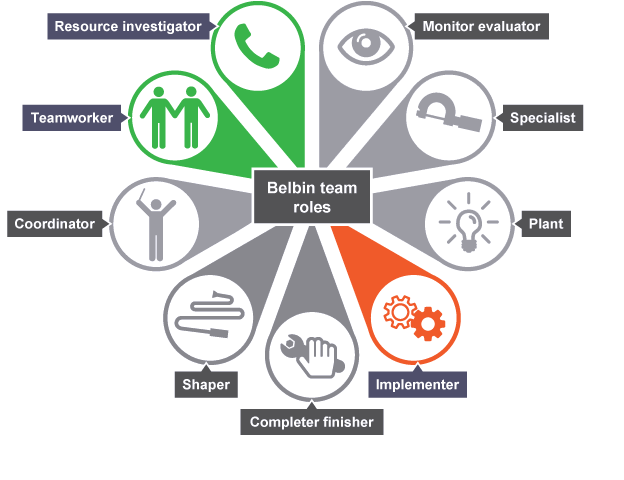 Resource investigator
Monitor evaluator
Teamworker
Specialist
Belbin team
roles
Coordinator
Plant
Shaper
Implementer
Completer finisher